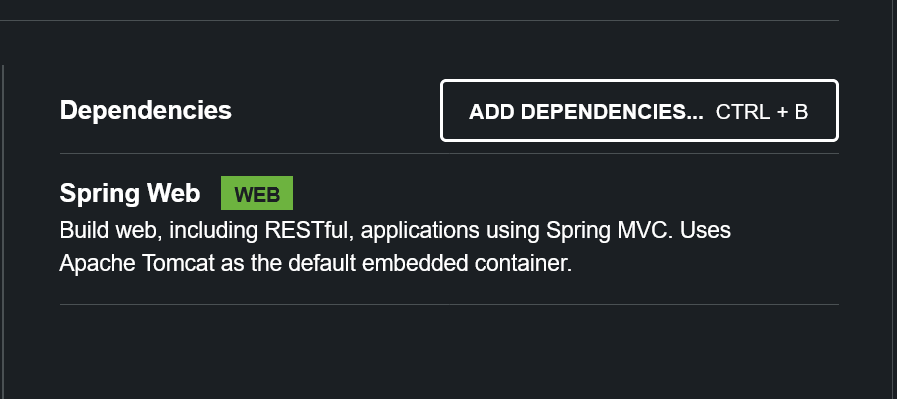 Dependencies
ADD DEPENDENCIES... CTRL + B
Spring Web WEB
Build web, including RESTful, applications using Spring MVC. Uses
Apache Tomcat as the default embedded container.